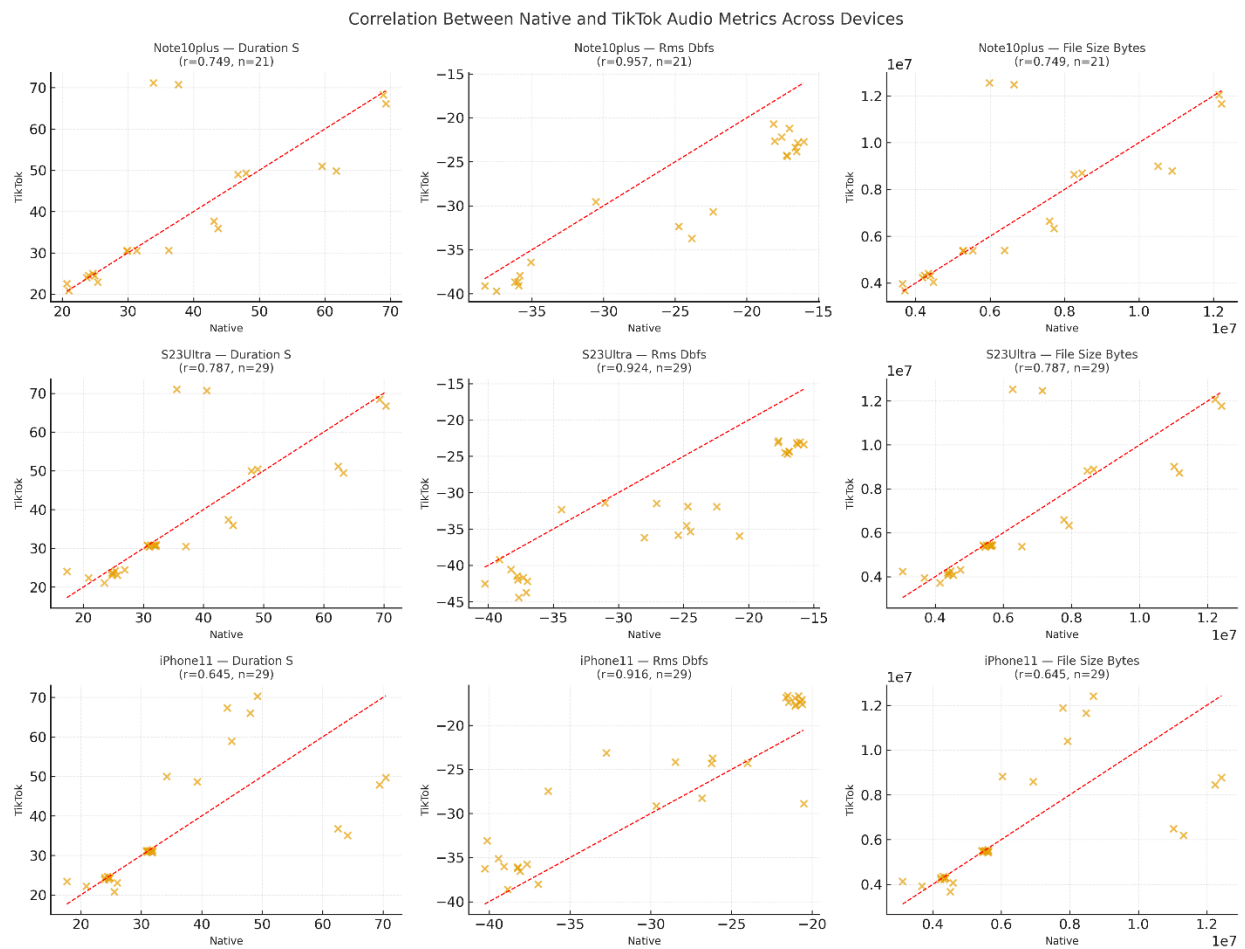 Correlation Between Native and TikTok Audio Metrics Across Devices
Note10plus — Duration S
(r=0.749, n=21)
70
60
50
40
30
20
TikTok
20 30 40 50 60 70
Native
Note10plus — Rms Dbfs
(r=0.957, n=21)
−15
−20
−25
−30
−35
−40
TikTok
−35 −30 −25 −20 −15
Native
Note10plus — File Size Bytes
(r=0.749, n=21)
1e7
1.2
1.0
0.8
0.6
0.4
TikTok
0.4 0.6 0.8 1.0 1.2
1e7
Native
S23Ultra — Duration S
(r=0.787, n=29)
70
60
50
40
30
20
TikTok
20 30 40 50 60 70
Native
S23Ultra — Rms Dbfs
(r=0.924, n=29)
−15
−20
−25
−30
−35
−40
−45
TikTok
−40 −35 −30 −25 −20 −15
Native
S23Ultra — File Size Bytes
(r=0.787, n=29)
1e7
1.2
1.0
0.8
0.6
0.4
TikTok
0.4 0.6 0.8 1.0 1.2
1e7
Native
iPhone11 — Duration S
(r=0.645, n=29)
70
60
50
40
30
20
TikTok
20 30 40 50 60 70
Native
iPhone11 — Rms Dbfs
(r=0.916, n=29)
−20
−25
−30
−35
−40
TikTok
−40 −35 −30 −25 −20
Native
iPhone11 — File Size Bytes
(r=0.645, n=29)
1e7
1.2
1.0
0.8
0.6
0.4
TikTok
0.4 0.6 0.8 1.0 1.2
1e7
Native